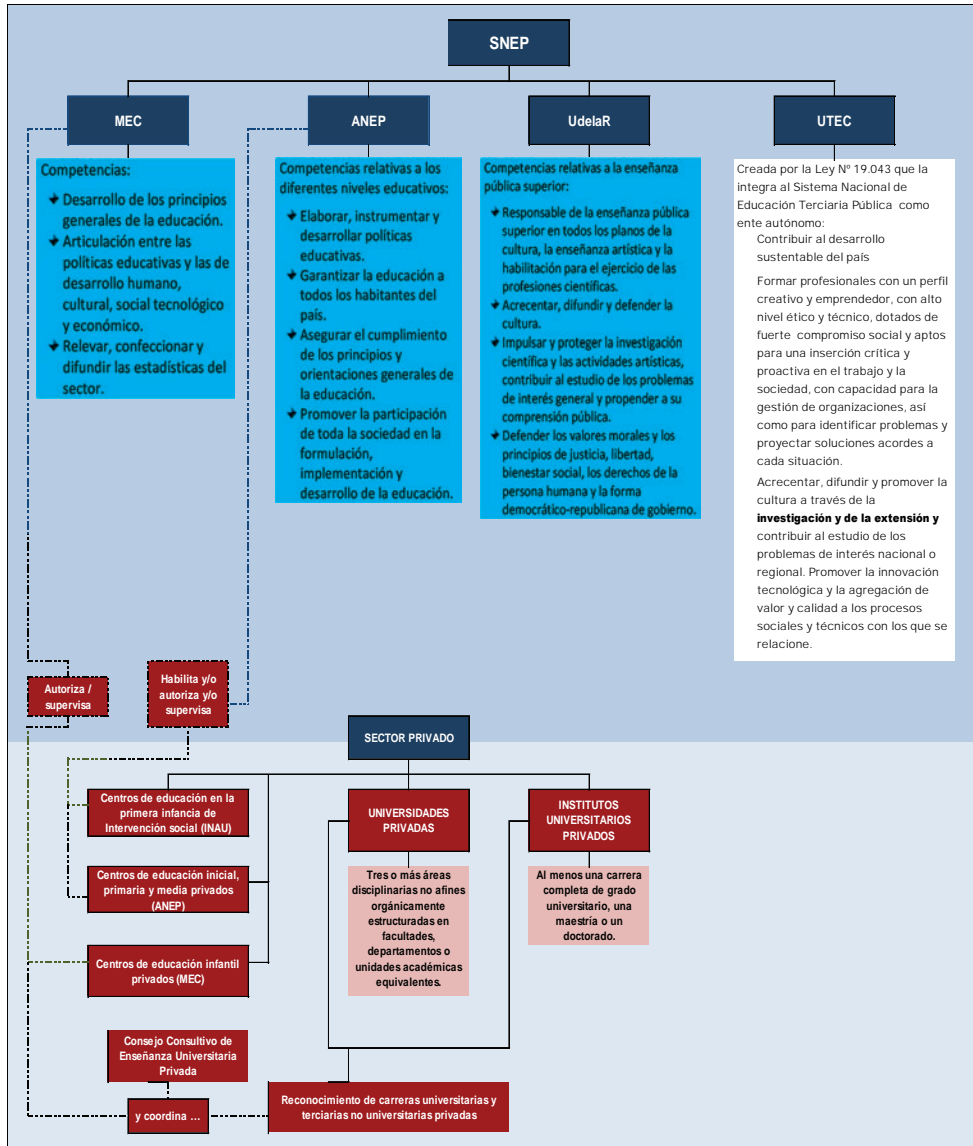 SNEP
MEC
ANEP
UdelaR
UTEC
Competencias:
Desarrollo de los principios
generales de la educación.
Articulación entre las
políticas educativas y las de
desarrollo humano,
cultural, social tecnológico
y económico.
Relevar, confeccionar y
difundir las estadísticas del
sector.
Competencias relativas a los
diferentes niveles educativos:
Elaborar, instrumentar y
desarrollar políticas
educativas.
Garantizar la educación a
todos los habitantes del
país.
Asegurar el cumplimiento
de los principios y
orientaciones generales de
la educación.
Promover la participación
de toda la sociedad en la
formulación,
implementación y
desarrollo de la educación.
Competencias relativas a la enseñanza
pública superior:
Responsable de la enseñanza pública
superior en todos los planos de la
cultura, la enseñanza artística y la
habilitación para el ejercicio de las
profesiones científicas.
Acrecentar, difundir y defender la
cultura.
Impulsar y proteger la investigación
científica y las actividades artísticas,
contribuir al estudio de los problemas
de interés general y propender a su
comprensión pública.
Defender los valores morales y los
principios de justicia, libertad,
bienestar social, los derechos de la
persona humana y la forma
democrático-republicana de gobierno.
Creada por la Ley Nº 19.043 que la
integra al Sistema Nacional de
Educación Terciaria Pública como
ente autónomo:
Contribuir al desarrollo
sustentable del país
Formar profesionales con un perfil
creativo y emprendedor, con alto
nivel ético y técnico, dotados de
fuerte compromiso social y aptos
para una inserción crítica y
proactiva en el trabajo y la
sociedad, con capacidad para la
gestión de organizaciones, así
como para identificar problemas y
proyectar soluciones acordes a
cada situación.
Acrecentar, difundir y promover la
cultura a través de la
investigación y de la extensión y
contribuir al estudio de los
problemas de interés nacional o
regional. Promover la innovación
tecnológica y la agregación de
valor y calidad a los procesos
sociales y técnicos con los que se
relacione.
Autoriza /
supervisa
Habilita y/o
autoriza y/o
supervisa
SECTOR PRIVADO
Centros de educación en la
primera infancia de
Intervención social (INAU)
Centros de educación inicial,
primaria y media privados
(ANEP)
Centros de educación infantil
privados (MEC)
UNIVERSIDADES
PRIVADAS
Tres o más áreas
disciplinarias no afines
orgánicamente
estructuradas en
facultades,
departamentos o
unidades académicas
equivalentes.
INSTITUTOS
UNIVERSITARIOS
PRIVADOS
Al menos una carrera
completa de grado
universitario, una
maestría o un
doctorado.
Consejo Consultivo de
Enseñanza Universitaria
Privada
y coordina ...
Reconocimiento de carreras universitarias y
terciarias no universitarias privadas